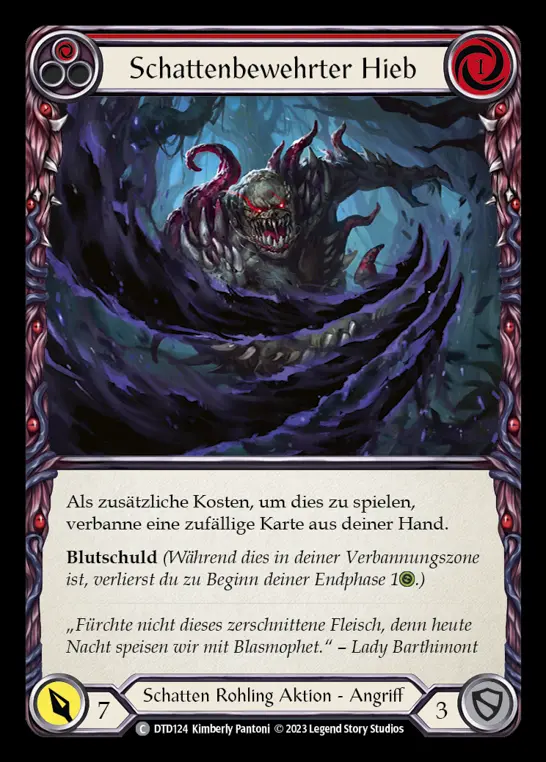 Schattenbewehrter Hieb
I
Als zusätzliche Kosten, um dies zu spielen,
verbanne eine zufällige Karte aus deiner Hand.
Blutschuld (Während dies in deiner Verbannungszone
ist, verlierst du zu Beginn deiner Endphase 1.)
„Fürchte nicht dieses zerschnittene Fleisch, denn heute
Nacht speisen wir mit Blasmophet.“ – Lady Barthimont
7
Schatten Rohling Aktion - Angriff
3
C DTD124 Kimberly Pantoni © 2023 Legend Story Studios